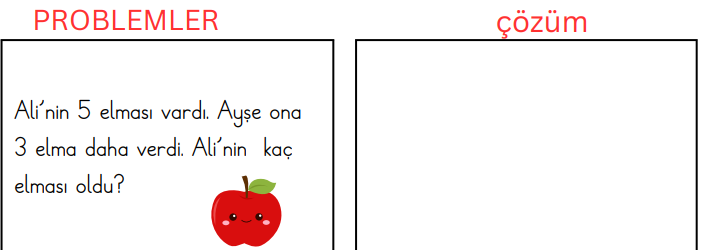 PROBLEMLER
çözüm
Ali'nin 5 elması vardı. Ayşe ona
3 elma daha verdi. Ali'nin kaç
elması oldu?